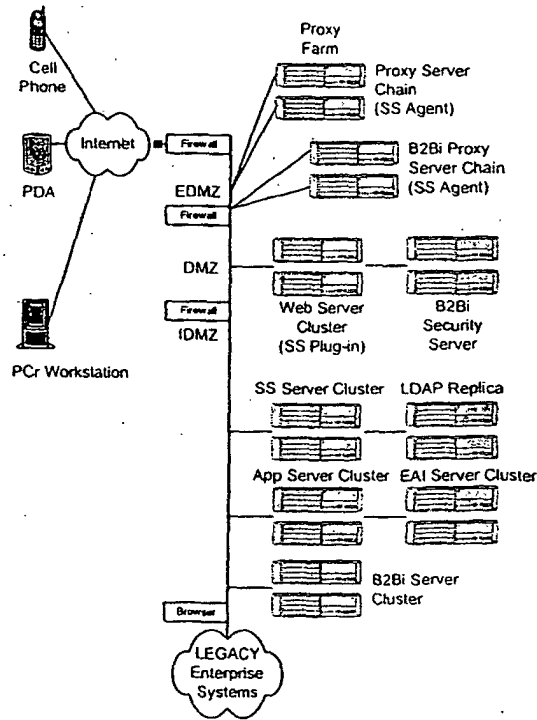 Proxy
Farm
Cell
Phone
Proxy Server
Chain
(SS Agent)
Internet
Firewall
PDA
B2Bi Proxy
Server Chain
(SS Agent)
EDMZ
Firewall
DMZ
Firewall
IDMZ
Web Server
Cluster
(SS Plug-in)
B2Bi
Security
Server
PCr Workstation
SS Server Cluster
LDAP Replica
App Server Cluster
EAI Server Cluster
B2Bi Server
Cluster
Browser
LEGACY
Enterprise
Systems